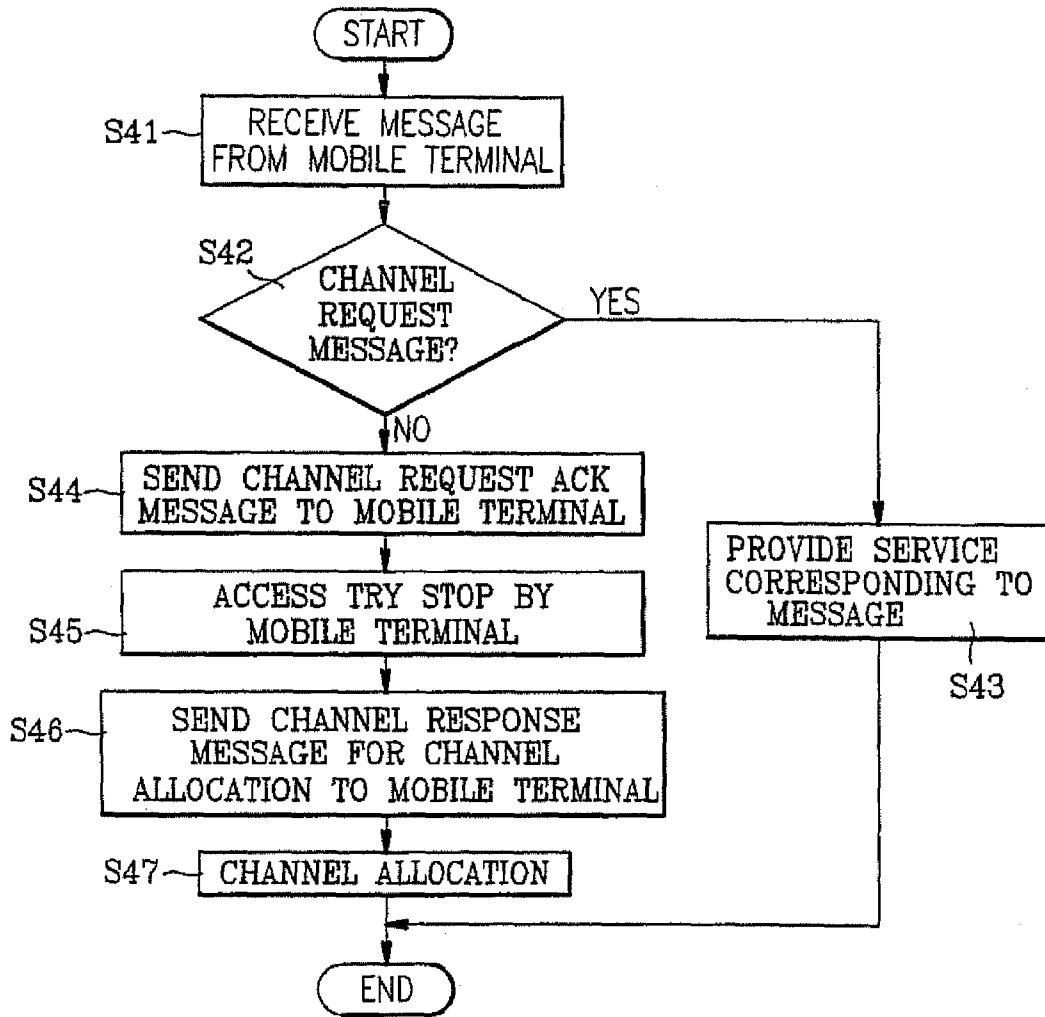 START
S41
RECEIVE MESSAGE
FROM MOBILE TERMINAL
S42
CHANNEL
REQUEST
MESSAGE?
YES
NO
S44
SEND CHANNEL REQUEST ACK
MESSAGE TO MOBILE TERMINAL
PROVIDE SERVICE
CORRESPONDING TO
MESSAGE
S43
S45
ACCESS TRY STOP BY
MOBILE TERMINAL
S46
SEND CHANNEL RESPONSE
MESSAGE FOR CHANNEL
ALLOCATION TO MOBILE TERMINAL
S47
CHANNEL ALLOCATION
END